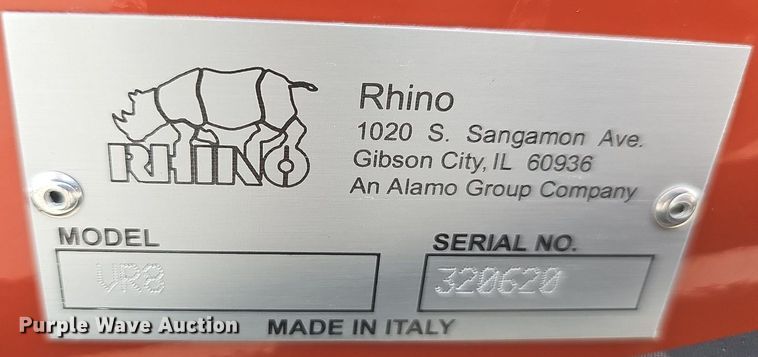 RHINO
Rhino
1020 S. Sangamon Ave.
Gibson City, IL 60936
An Alamo Group Company
MODEL
VR8
SERIAL NO.
320620
MADE IN ITALY
Purple Wave Auction